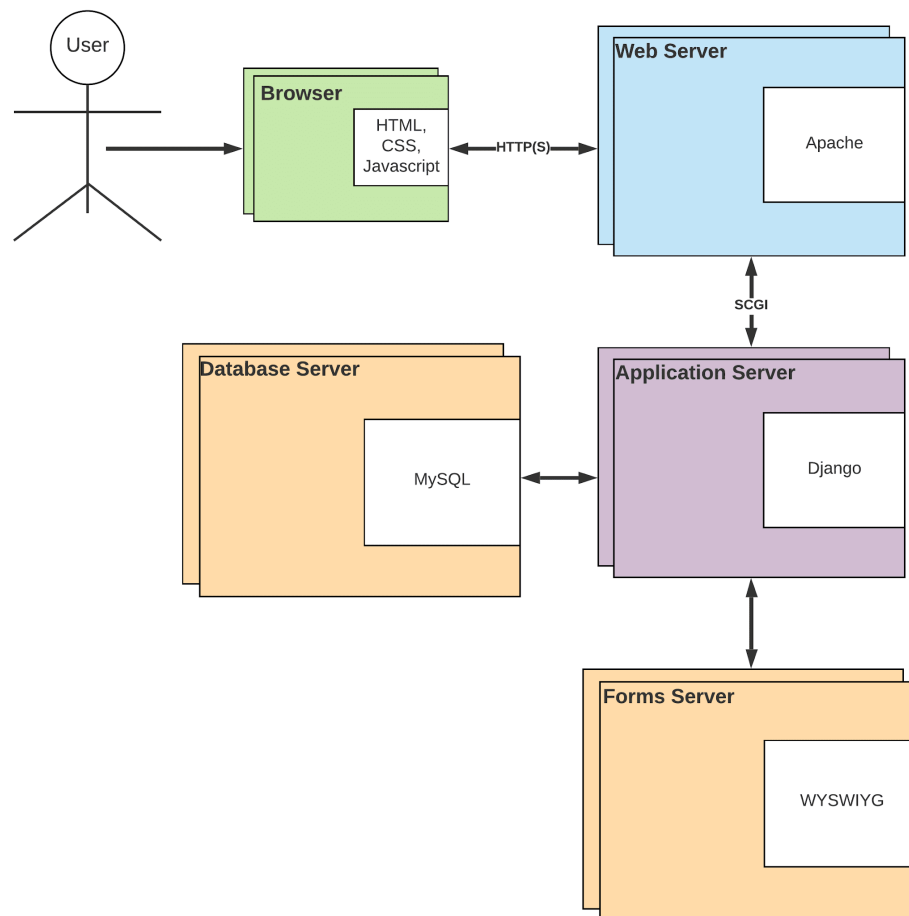 User
Browser
HTML,
CSS,
Javascript
HTTP(S)
Web Server
Apache
SCGI
Database Server
MySQL
Application Server
Django
Forms Server
WYSWIYG